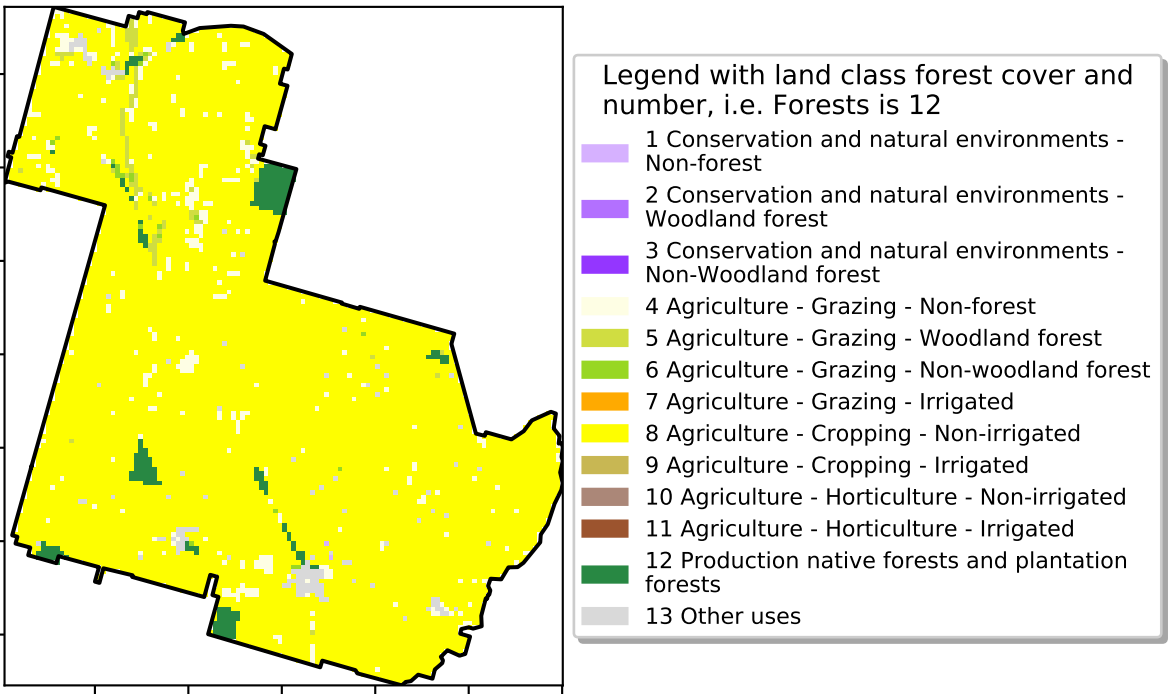 Legend with land class forest cover and
number, i.e. Forests is 12
1 Conservation and natural environments -
Non-forest
2 Conservation and natural environments -
Woodland forest
3 Conservation and natural environments -
Non-Woodland forest
4 Agriculture - Grazing - Non-forest
5 Agriculture - Grazing - Woodland forest
6 Agriculture - Grazing - Non-woodland forest
7 Agriculture - Grazing - Irrigated
8 Agriculture - Cropping - Non-irrigated
9 Agriculture - Cropping - Irrigated
10 Agriculture - Horticulture - Non-irrigated
11 Agriculture - Horticulture - Irrigated
12 Production native forests and plantation
forests
13 Other uses